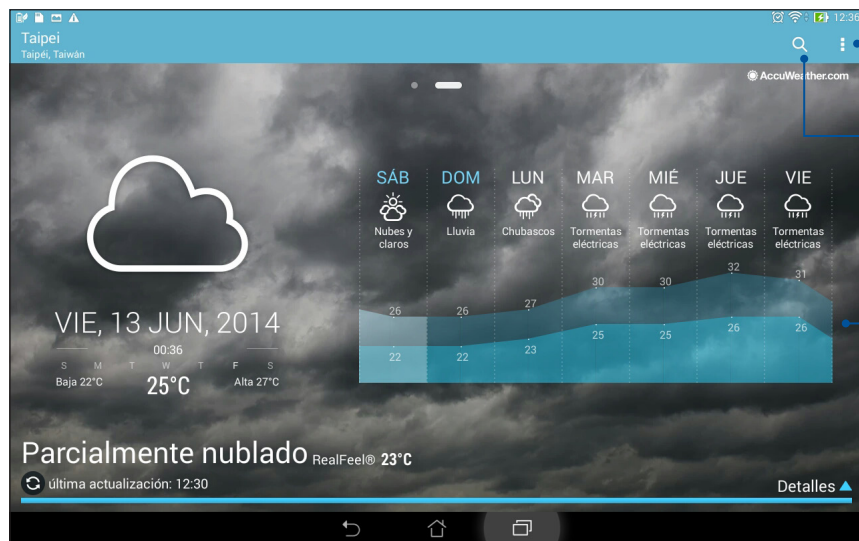 12:36
Taipei
Taipéi, Taiwán
AccuWeather.com
SÁB DOM LUN MAR MIÉ JUE VIE
Nubes y claros Lluvia Chubascos Tormentas eléctricas Tormentas eléctricas Tormentas eléctricas Tormentas eléctricas
26 26 27 30 30 32 31
22 22 23 25 25 26 26
VIE, 13 JUN, 2014
00:36
S M T W T F S
Baja 22°C 25°C Alta 27°C
Parcialmente nublado RealFeel® 23°C
última actualización: 12:30
Detalles